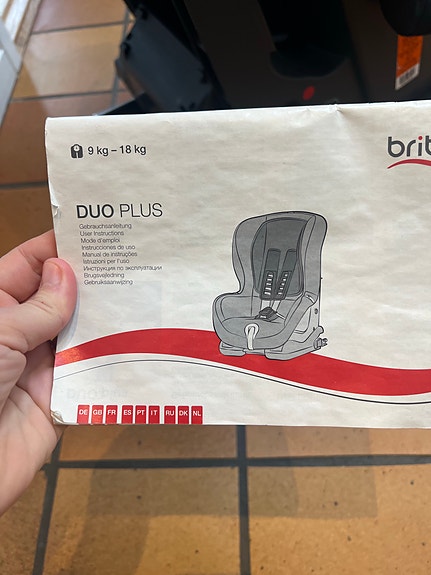 9 kg – 18 kg
brit
DUO PLUS
Gebrauchsanleitung
User Instructions
Mode d'emploi
Instrucciones de uso
Manual de instruções
Istruzioni per l'uso
Инструкция по эксплуатации
Brugsvejledning
Gebruiksaanwijzing
DE GB FR ES PT IT RU DK NL